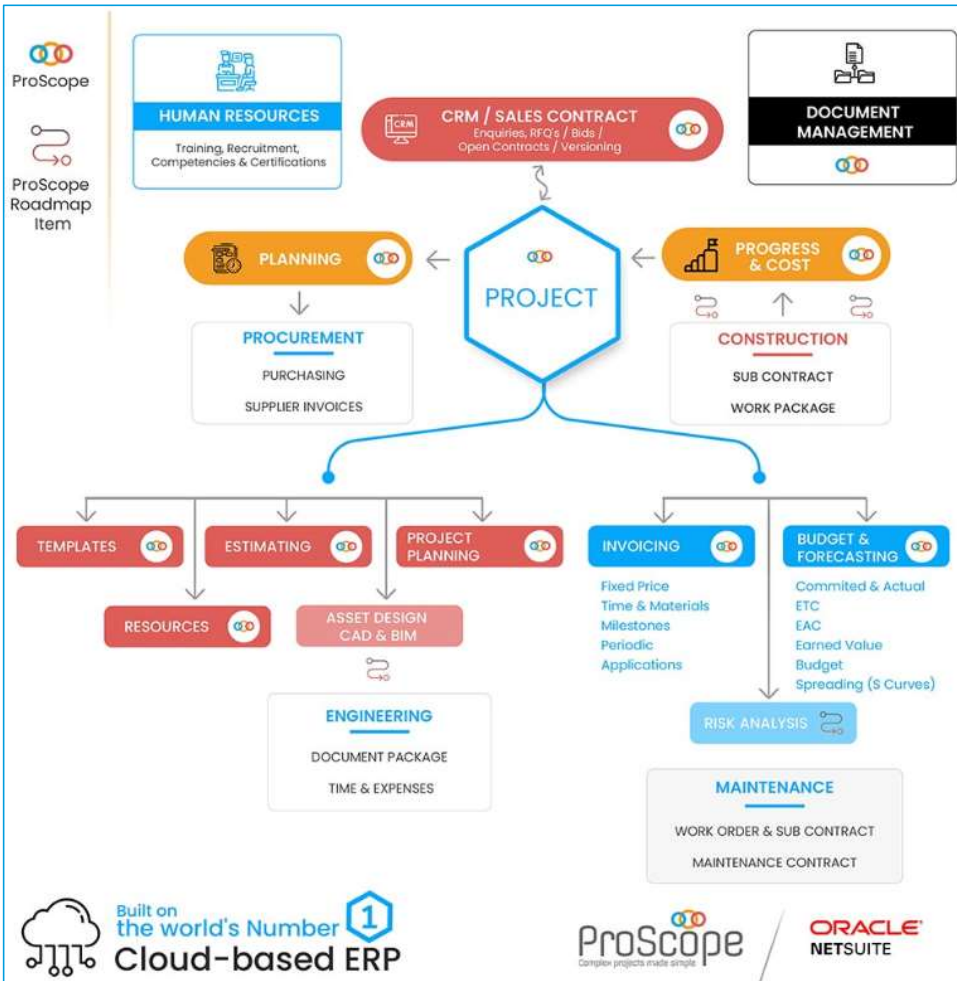 ProScope
ProScope
Roadmap
Item
HUMAN RESOURCES
Training, Recruitment,
Competencies & Certifications
CRM
CRM / SALES CONTRACT
Enquiries, RFQ's / Bids /
Open Contracts / Versioning
DOCUMENT
MANAGEMENT
PLANNING
PROJECT
PROGRESS
& COST
PROCUREMENT
PURCHASING
SUPPLIER INVOICES
CONSTRUCTION
SUB CONTRACT
WORK PACKAGE
TEMPLATES
ESTIMATING
PROJECT
PLANNING
RESOURCES
ASSET DESIGN
CAD & BIM
ENGINEERING
DOCUMENT PACKAGE
TIME & EXPENSES
INVOICING
Fixed Price
Time & Materials
Milestones
Periodic
Applications
BUDGET &
FORECASTING
Commited & Actual
ETC
EAC
Earned Value
Budget
Spreading (S Curves)
RISK ANALYSIS
MAINTENANCE
WORK ORDER & SUB CONTRACT
MAINTENANCE CONTRACT
Built on
the world's Number 1
Cloud-based ERP
ProScope
Complex projects made simple
ORACLE
NETSUITE